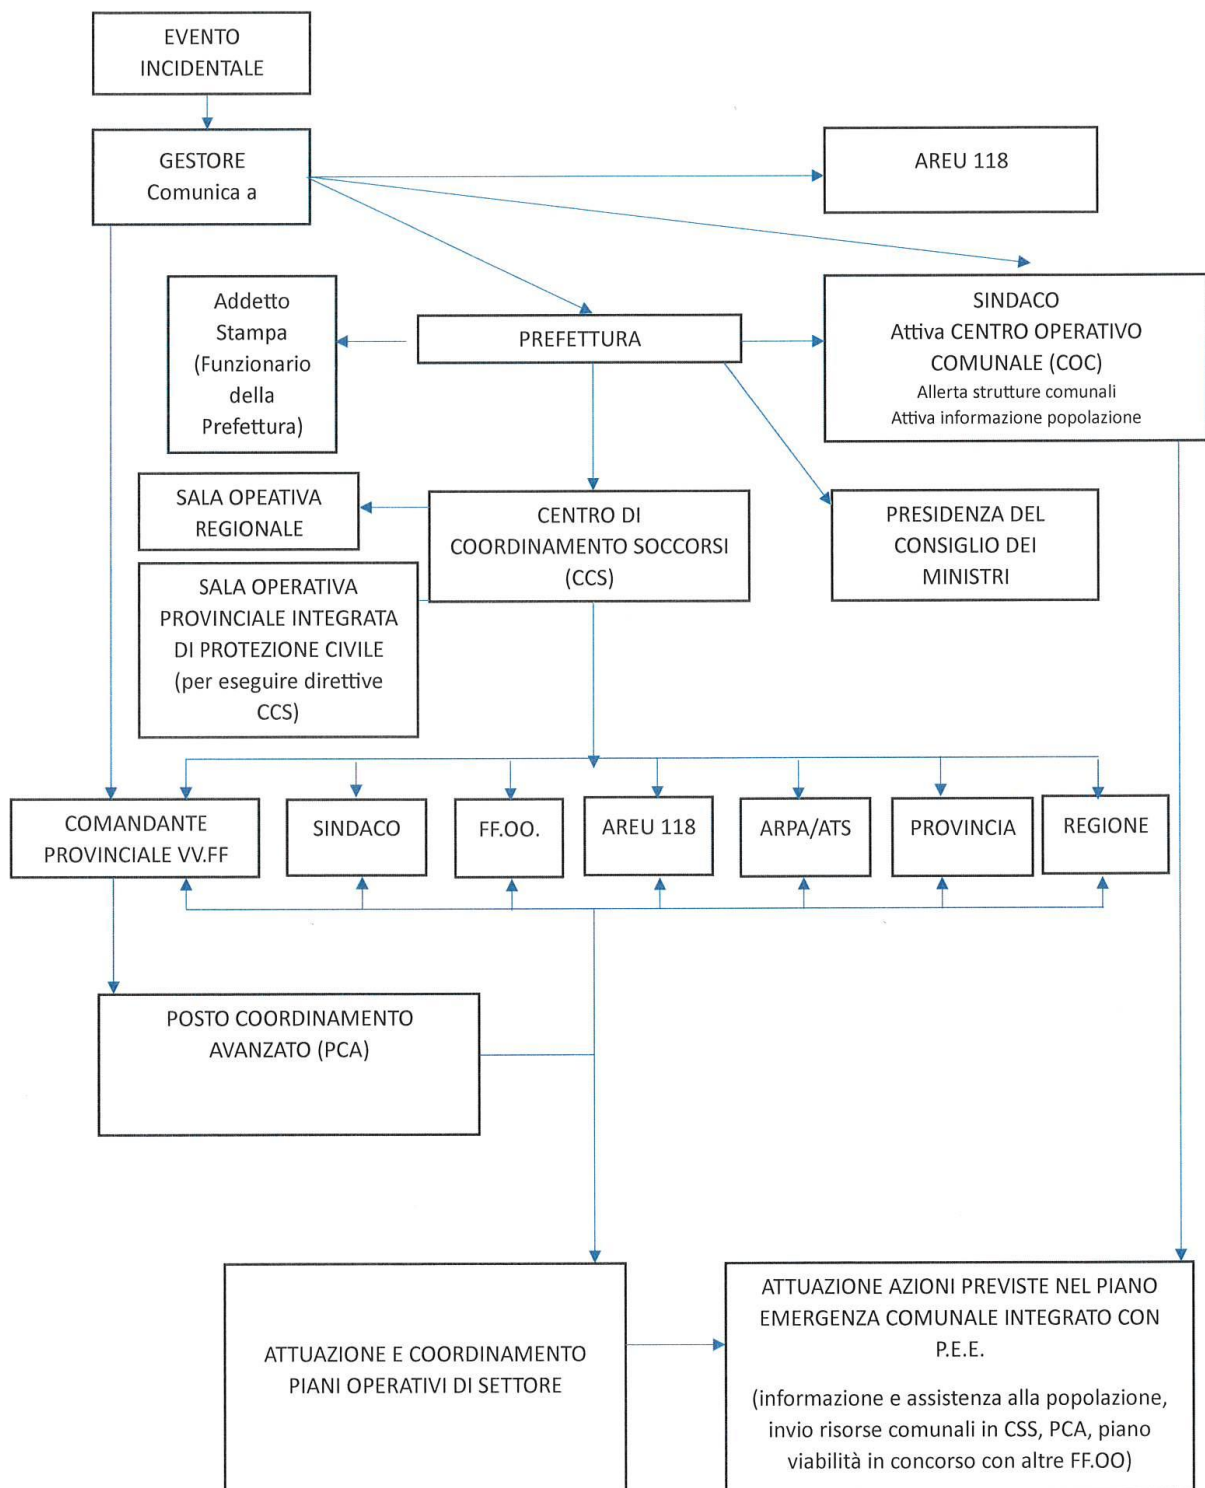 EVENTO
INCIDENTALE
GESTORE
Comunica a
AREU 118
Addetto
Stampa
(Funzionario
della
Prefettura)
PREFETTURA
SINDACO
Attiva CENTRO OPERATIVO
COMUNALE (COC)
Allerta strutture comunali
Attiva informazione popolazione
SALA OPEATIVA
REGIONALE
CENTRO DI
COORDINAMENTO SOCCORSI
(CCS)
PRESIDENZA DEL
CONSIGLIO DEI
MINISTRI
SALA OPERATIVA
PROVINCIALE INTEGRATA
DI PROTEZIONE CIVILE
(per eseguire direttive
CCS)
COMANDANTE
PROVINCIALE VV.FF
SINDACO
FF.OO.
AREU 118
ARPA/ATS
PROVINCIA
REGIONE
POSTO COORDINAMENTO
AVANZATO (PCA)
ATTUAZIONE E COORDINAMENTO
PIANI OPERATIVI DI SETTORE
ATTUAZIONE AZIONI PREVISTE NEL PIANO
EMERGENZA COMUNALE INTEGRATO CON
P.E.E.
(informazione e assistenza alla popolazione,
invio risorse comunali in CSS, PCA, piano
viabilità in concorso con altre FF.OO)